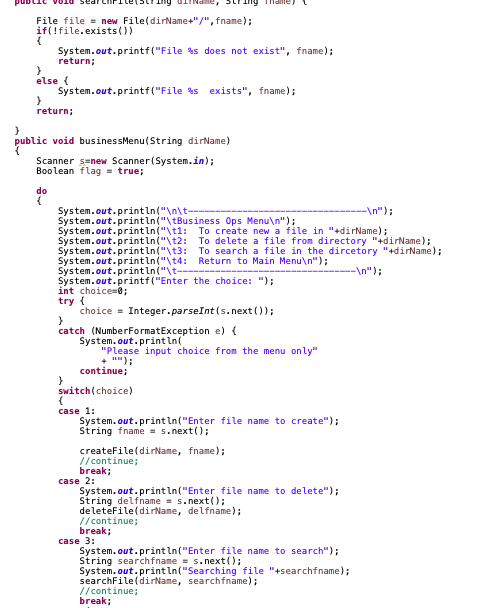 public void searchFile(String dirName, String fname) {
File file = new File(dirName+"/",fname);
if(!file.exists())
{
System.out.printf("File %s does not exist", fname);
return;
}
else {
System.out.printf("File %s  exists", fname);
}
return;
}
public void businessMenu(String dirName)
{
Scanner s=new Scanner(System.in);
Boolean flag = true;
do
{
System.out.println("\n\t----------------------------------\n");
System.out.println("\tBusiness Ops Menu\n");
System.out.println("\t1:  To create new a file in "+dirName);
System.out.println("\t2:  To delete a file from directory "+dirName);
System.out.println("\t3:  To search a file in the dircetory "+dirName);
System.out.println("\t4:  Return to Main Menu\n");
System.out.println("\t----------------------------------\n");
System.out.printf("Enter the choice: ");
int choice=0;
try {
choice = Integer.parseInt(s.next());
}
catch (NumberFormatException e) {
System.out.println(
"Please input choice from the menu only"
+ "");
continue;
}
switch(choice)
{
case 1:
System.out.println("Enter file name to create");
String fname = s.next();
createFile(dirName, fname);
//continue;
break;
case 2:
System.out.println("Enter file name to delete");
String delfname = s.next();
deleteFile(dirName, delfname);
//continue;
break;
case 3:
System.out.println("Enter file name to search");
String searchfname = s.next();
System.out.println("Searching file "+searchfname);
searchFile(dirName, searchfname);
//continue;
break;